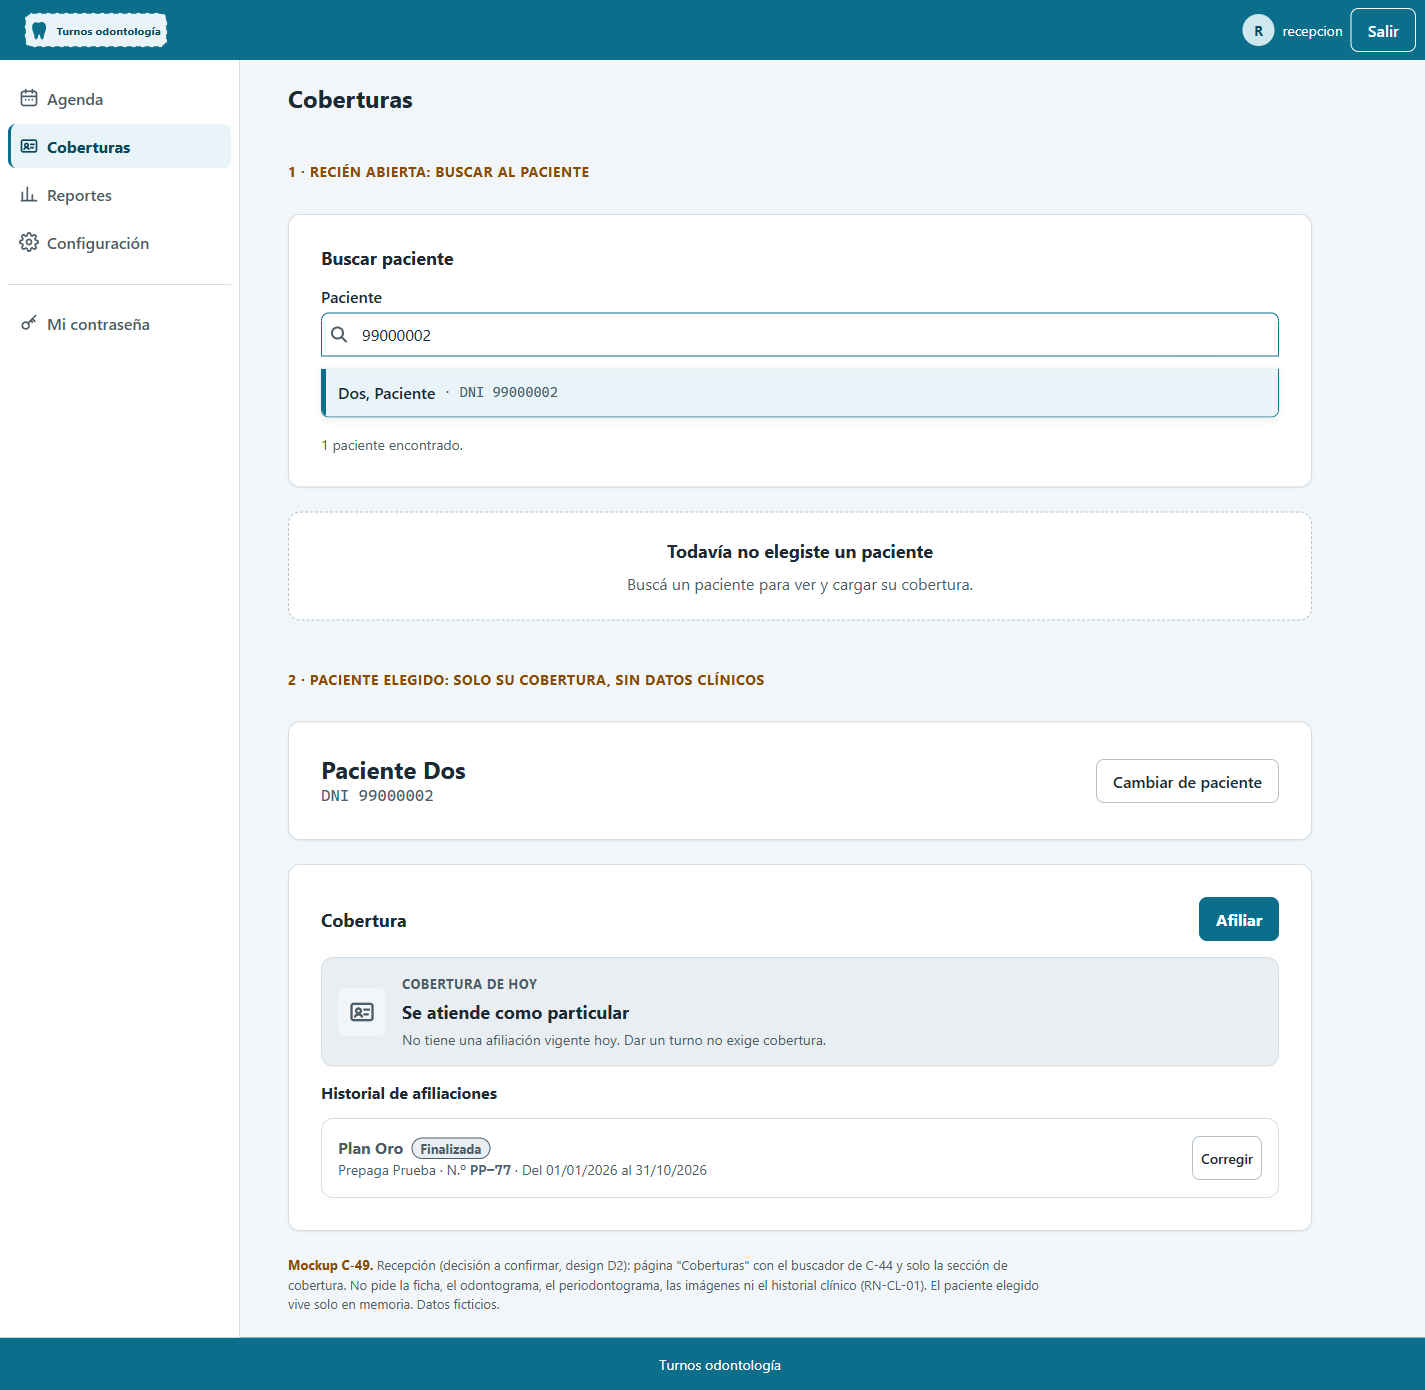 Turnos odontología
R
recepcion
Salir
Agenda
Coberturas
Reportes
Configuración
Mi contraseña
Coberturas
1 · RECIÉN ABIERTA: BUSCAR AL PACIENTE
Buscar paciente
Paciente
99000002
Dos, Paciente · DNI 99000002
1 paciente encontrado.
Todavía no elegiste un paciente
Buscá un paciente para ver y cargar su cobertura.
2 · PACIENTE ELEGIDO: SOLO SU COBERTURA, SIN DATOS CLÍNICOS
Paciente Dos
DNI 99000002
Cambiar de paciente
Cobertura
Afiliar
COBERTURA DE HOY
Se atiende como particular
No tiene una afiliación vigente hoy. Dar un turno no exige cobertura.
Historial de afiliaciones
Plan Oro Finalizada
Prepaga Prueba · N.º PP-77 · Del 01/01/2026 al 31/10/2026
Corregir
Mockup C-49. Recepción (decisión a confirmar, design D2): página "Coberturas" con el buscador de C-44 y solo la sección de
cobertura. No pide la ficha, el odontograma, el periodontograma, las imágenes ni el historial clínico (RN-CL-01). El paciente elegido
vive solo en memoria. Datos ficticios.
Turnos odontología